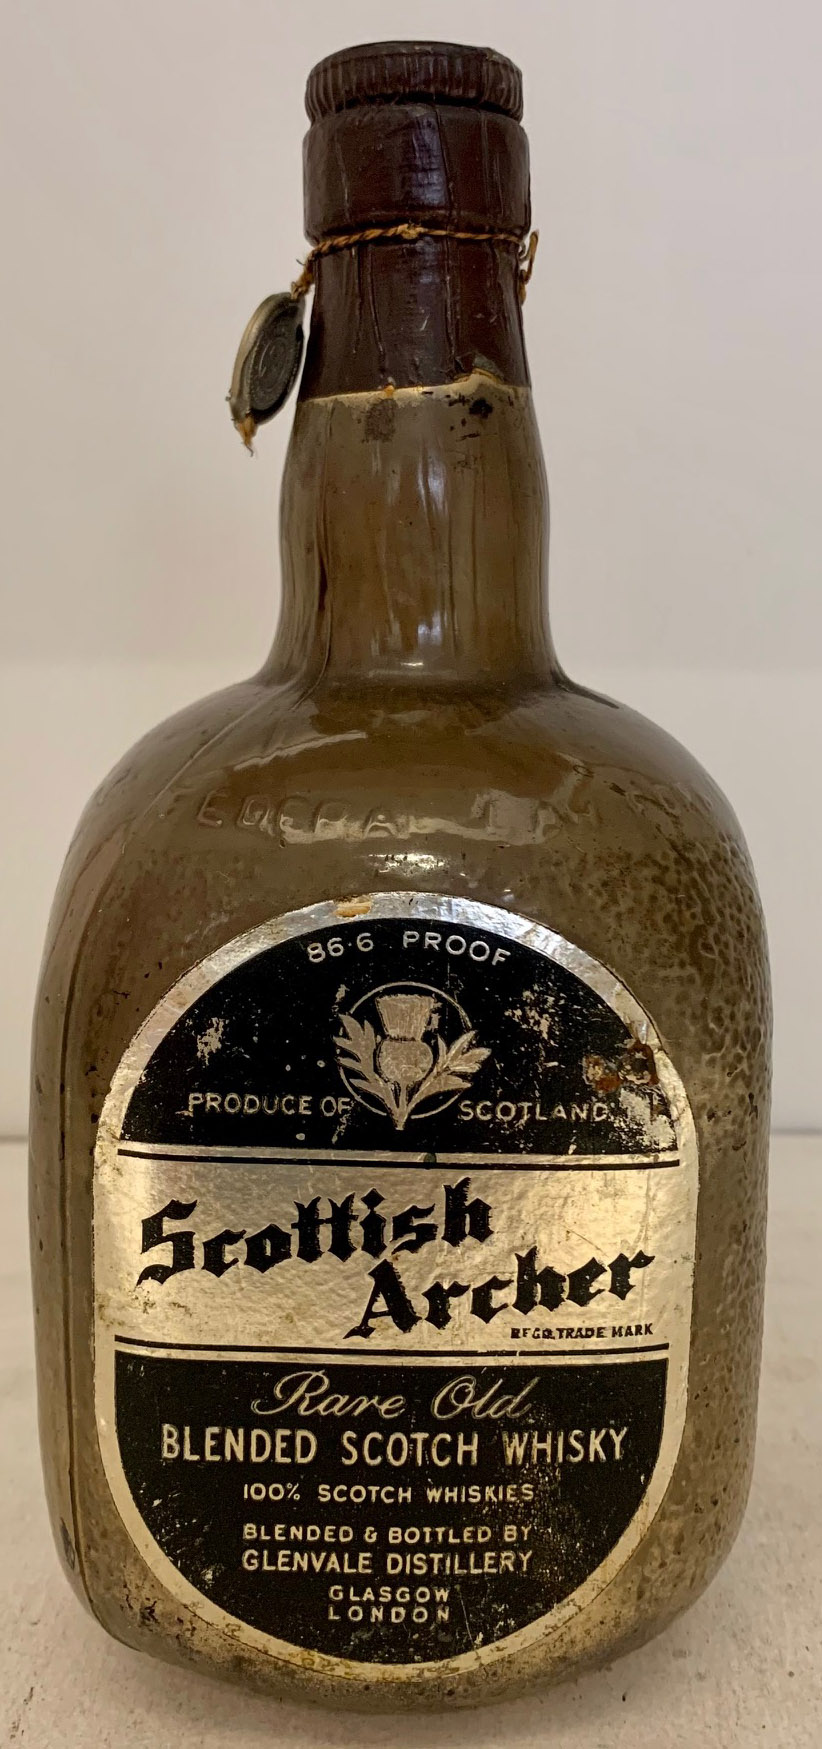 86·6 PROOF
PRODUCE OF SCOTLAND
Scottish
Archer
REGD. TRADE MARK
Rare Old
BLENDED SCOTCH WHISKY
100% SCOTCH WHISKIES
BLENDED & BOTTLED BY
GLENVALE DISTILLERY
GLASGOW
LONDON